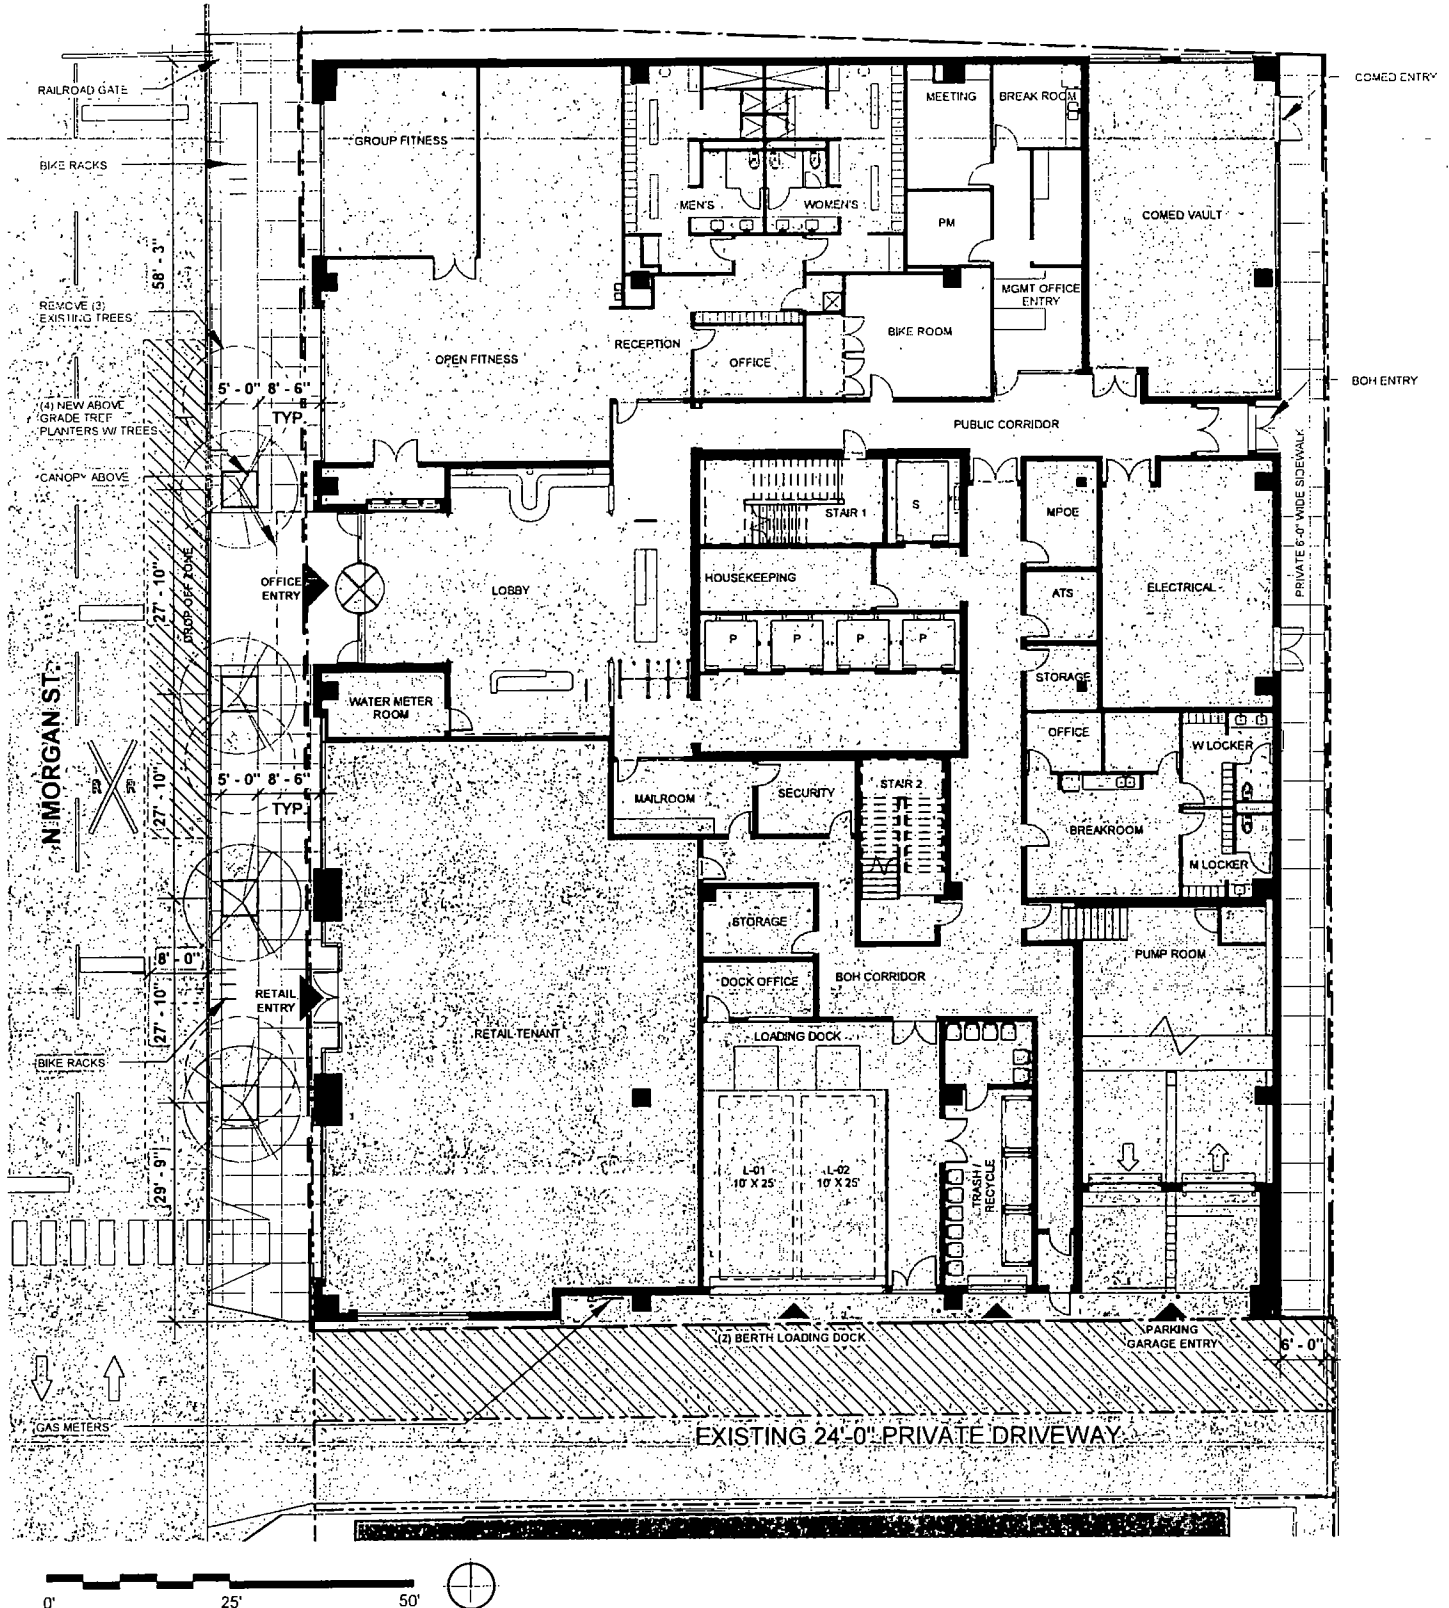 RAILROAD GATE
BIKE RACKS
58' - 3"
REMOVE (3)
EXISTING TREES
5' - 0"
8' - 6"
TYP.
(4) NEW ABOVE
GRADE TREE
PLANTERS W/ TREES
CANOPY ABOVE
DROP OFF ZONE
27' - 10"
N MORGAN ST.
RR
27' - 10"
5' - 0"
8' - 6"
TYP.
8' - 0"
27' - 10"
BIKE RACKS
29' - 9"
GAS METERS
OFFICE
ENTRY
RETAIL
ENTRY
GROUP FITNESS
OPEN FITNESS
RECEPTION
MEN'S
WOMEN'S
MEETING
BREAK ROOM
PM
MGMT OFFICE
ENTRY
COMED VAULT
COMED ENTRY
BIKE ROOM
OFFICE
BOH ENTRY
PUBLIC CORRIDOR
PRIVATE 6'-0" WIDE SIDEWALK
STAIR 1
S
MPOE
LOBBY
HOUSEKEEPING
ATS
ELECTRICAL
P
P
P
P
STORAGE
WATER METER
ROOM
OFFICE
W LOCKER
MAILROOM
SECURITY
STAIR 2
BREAKROOM
M LOCKER
STORAGE
PUMP ROOM
DOCK OFFICE
BOH CORRIDOR
RETAIL TENANT
LOADING DOCK
L-01
10' X 25'
L-02
10' X 25'
TRASH /
RECYCLE
(2) BERTH LOADING DOCK
PARKING
GARAGE ENTRY
6' - 0"
EXISTING 24'-0" PRIVATE DRIVEWAY
0'
25'
50'